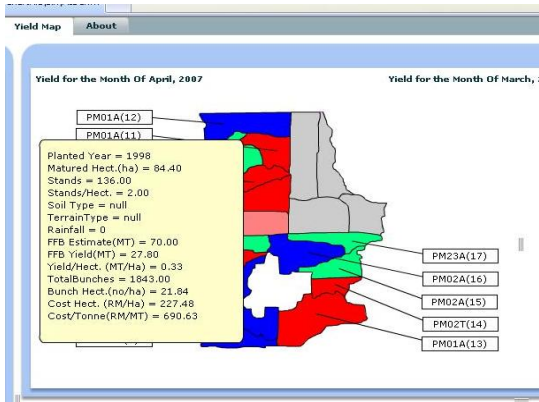 Yield Map About
Yield for the Month Of April, 2007 Yield for the Month Of March,
PM01A(12)
PM01A(11)
Planted Year = 1998
Matured Hect.(ha) = 84.40
Stands = 136.00
Stands/Hect. = 2.00
Soil Type = null
TerrainType = null
Rainfall = 0
FFB Estimate(MT) = 70.00
FFB Yield(MT) = 27.80
Yield/Hect. (MT/Ha) = 0.33
TotalBunches = 1843.00
Bunch Hect.(no/ha) = 21.84
Cost Hect. (RM/Ha) = 227.48
Cost/Tonne(RM/MT) = 690.63
PM23A(17)
PM02A(16)
PM02A(15)
PM02T(14)
PM01A(13)